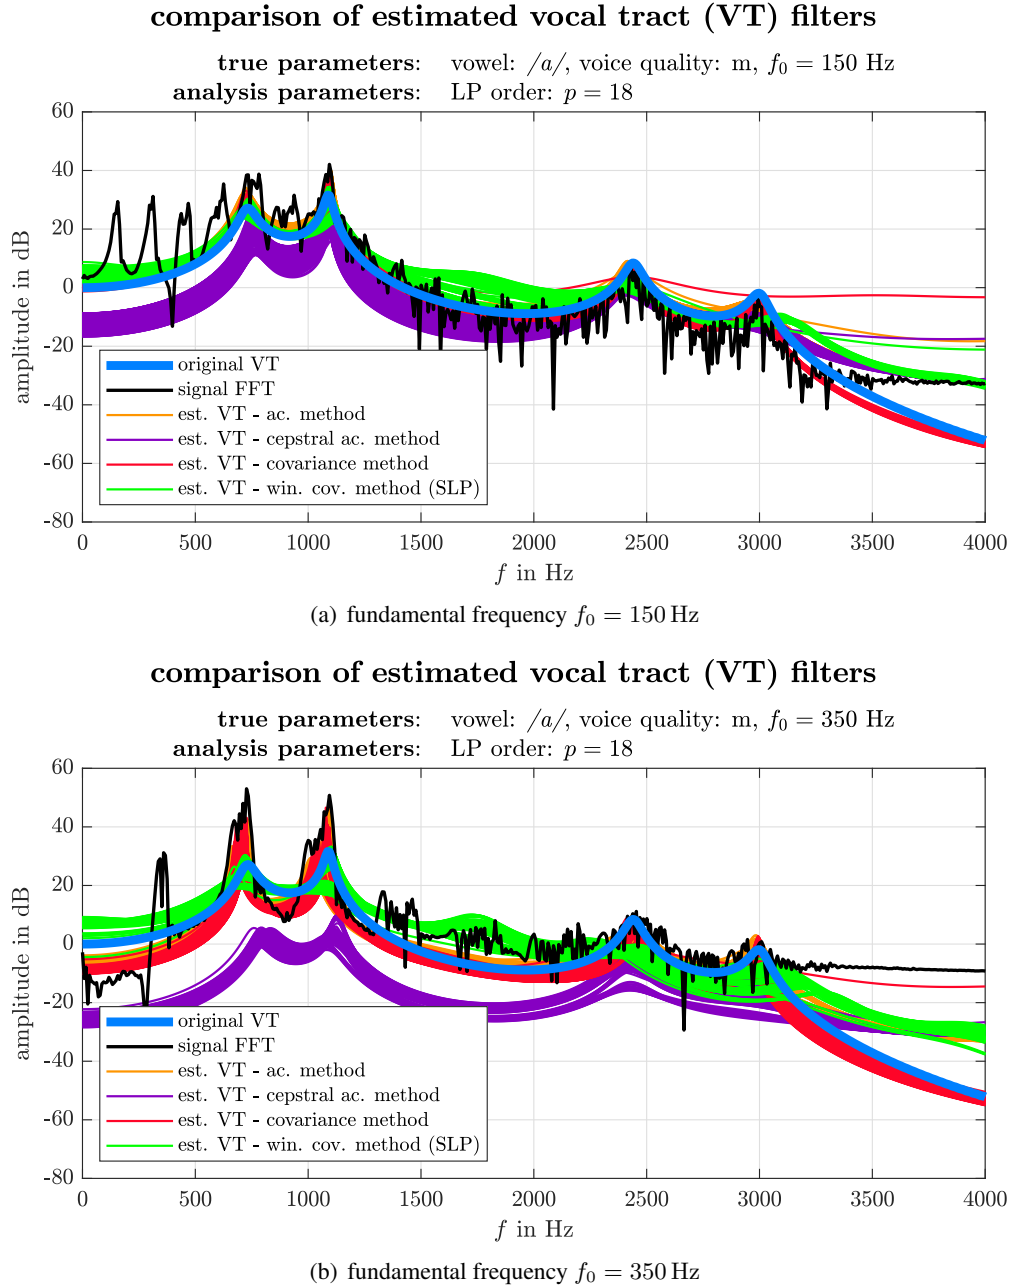 comparison of estimated vocal tract (VT) filters
true parameters: vowel: /a/, voice quality: m, f₀ = 150 Hz
analysis parameters: LP order: p = 18
60
40
20
0
-20
-40
-60
-80
amplitude in dB
original VT
signal FFT
est. VT - ac. method
est. VT - cepstral ac. method
est. VT - covariance method
est. VT - win. cov. method (SLP)
0 500 1000 1500 2000 2500 3000 3500 4000
f in Hz
(a) fundamental frequency f₀ = 150 Hz
comparison of estimated vocal tract (VT) filters
true parameters: vowel: /a/, voice quality: m, f₀ = 350 Hz
analysis parameters: LP order: p = 18
60
40
20
0
-20
-40
-60
-80
amplitude in dB
original VT
signal FFT
est. VT - ac. method
est. VT - cepstral ac. method
est. VT - covariance method
est. VT - win. cov. method (SLP)
0 500 1000 1500 2000 2500 3000 3500 4000
f in Hz
(b) fundamental frequency f₀ = 350 Hz